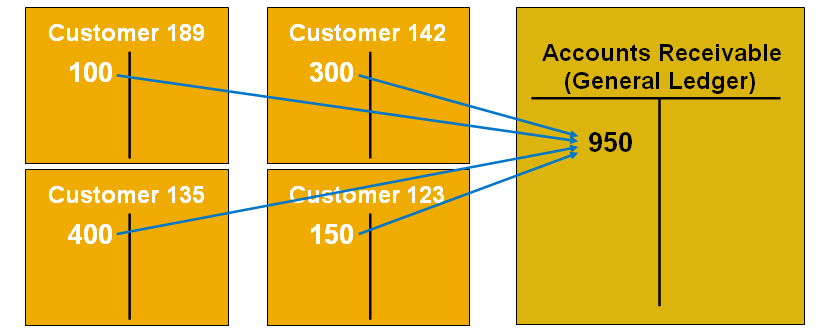 Customer 189
100
Customer 142
300
Accounts Receivable
(General Ledger)
950
Customer 135
400
Customer 123
150